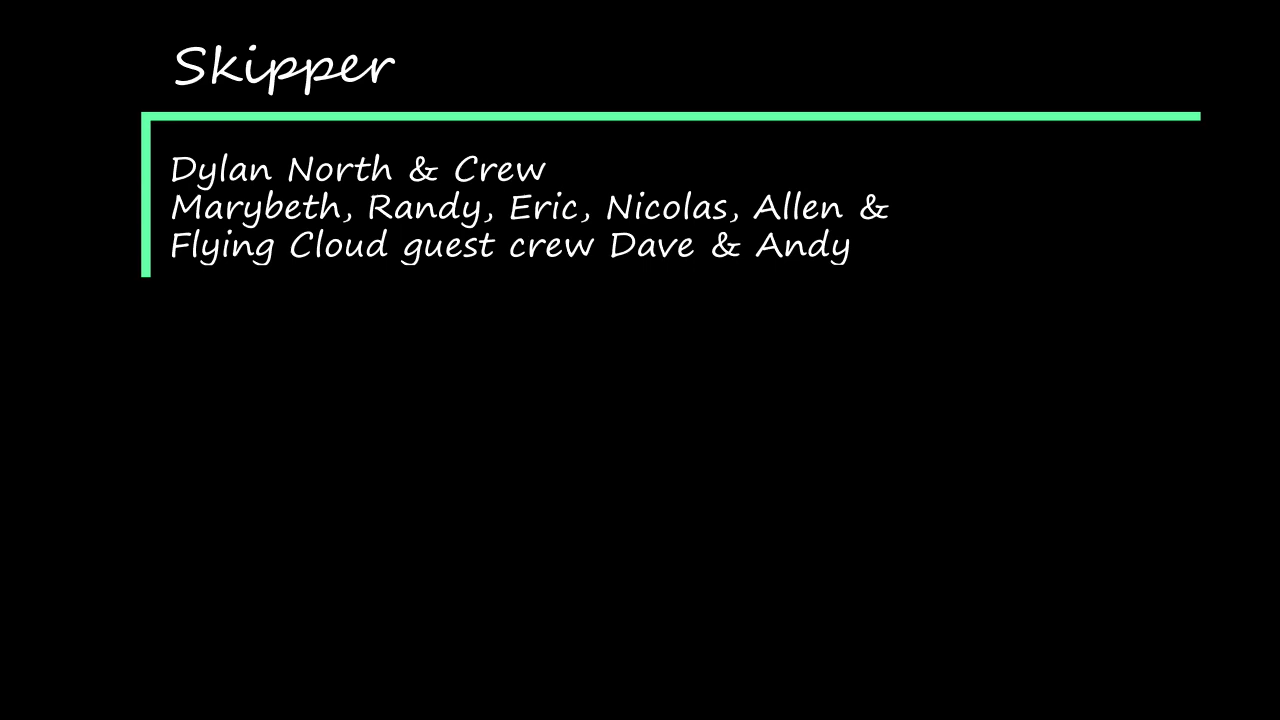 Skipper
Dylan North & Crew
Marybeth, Randy, Eric, Nicolas, Allen &
Flying Cloud guest crew Dave & Andy